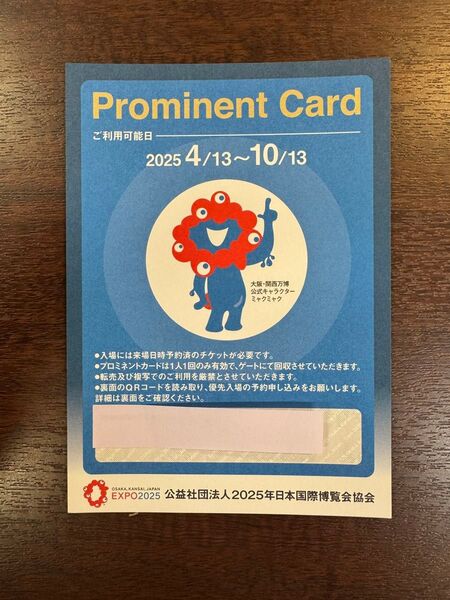 Prominent Card
ご利用可能日
2025 4/13～10/13
大阪・関西万博
公式キャラクター
ミャクミャク
●入場には来場日時予約済のチケットが必要です。
●プロミネントカードは1人1回のみ有効で、ゲートにて回収させていただきます。
●転売及び複写でのご利用を厳禁とさせていただきます。
●裏面のQRコードを読み取り、優先入場の予約申し込みをお願いします。
詳細は裏面をご確認ください。
OSAKA, KANSAI, JAPAN
EXPO2025
公益社団法人2025年日本国際博覧会協会